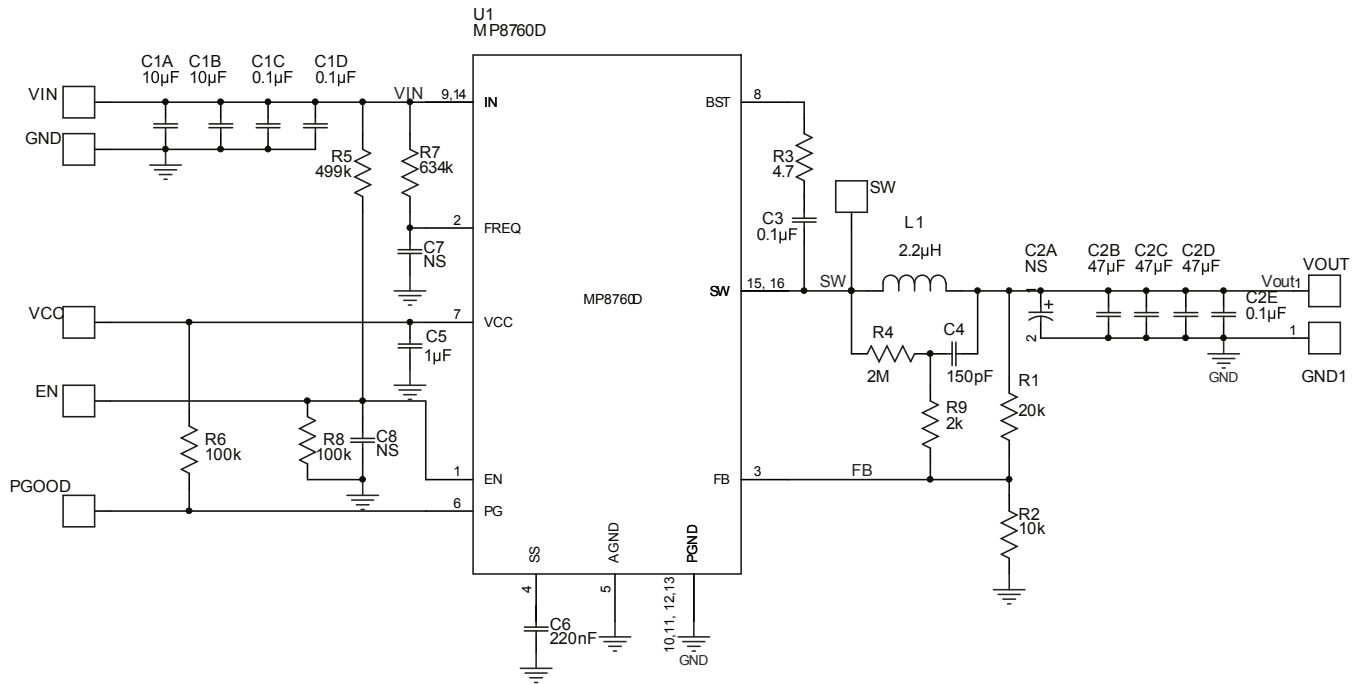 U1
MP8760D
C1A
10µF
C1B
10µF
C1C
0.1µF
C1D
0.1µF
VIN
GND
VIN
9,14
IN
R5
499k
R7
634k
2
FREQ
C7
NS
VCC
7
VCC
C5
1µF
EN
R6
100k
R8
100k
C8
NS
1
EN
PGOOD
6
PG
MP8760D
BST
8
R3
4.7
C3
0.1µF
SW
L1
2.2µH
SW
15, 16
SW
R4
2M
C4
150pF
R9
2k
R1
20k
C2A
NS
1
2
C2B
47µF
C2C
47µF
C2D
47µF
C2E
0.1µF
Vout
1
VOUT
1
GND1
GND
FB
3
FB
R2
10k
SS
4
C6
220nF
AGND
5
PGND
10,11, 12,13
GND